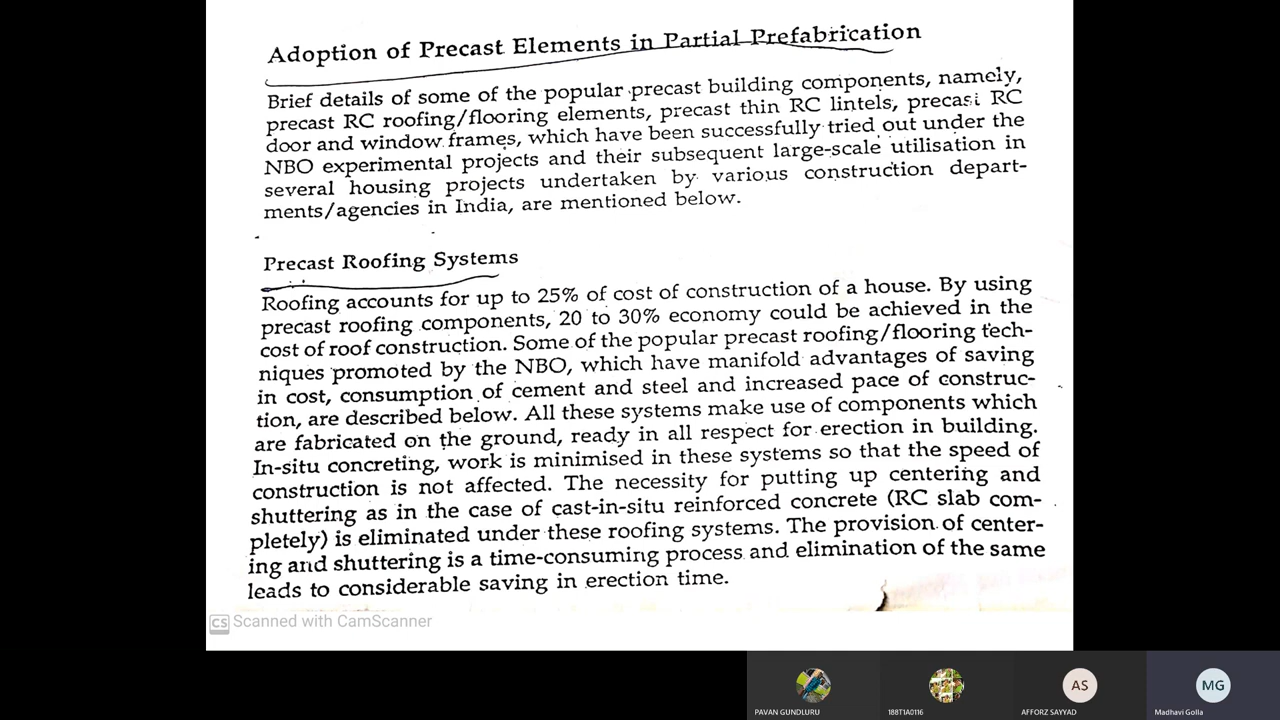 Adoption of Precast Elements in Partial Prefabrication
Brief details of some of the popular precast building components, namely,
precast RC roofing/flooring elements, precast thin RC lintels, precast RC
door and window frames, which have been successfully tried out under the
NBO experimental projects and their subsequent large-scale utilisation in
several housing projects undertaken by various construction depart-
ments/agencies in India, are mentioned below.
Precast Roofing Systems
Roofing accounts for up to 25% of cost of construction of a house. By using
precast roofing components, 20 to 30% economy could be achieved in the
cost of roof construction. Some of the popular precast roofing/flooring tech-
niques promoted by the NBO, which have manifold advantages of saving
in cost, consumption of cement and steel and increased pace of construc-
tion, are described below. All these systems make use of components which
are fabricated on the ground, ready in all respect for erection in building.
In-situ concreting, work is minimised in these systems so that the speed of
construction is not affected. The necessity for putting up centering and
shuttering as in the case of cast-in-situ reinforced concrete (RC slab com-
pletely) is eliminated under these roofing systems. The provision of center-
ing and shuttering is a time-consuming process and elimination of the same
leads to considerable saving in erection time.
CS Scanned with CamScanner
AS
MG
PAVAN GUNDLURU
188T1A0116
AFFORZ SAYYAD
Madhavi Golla